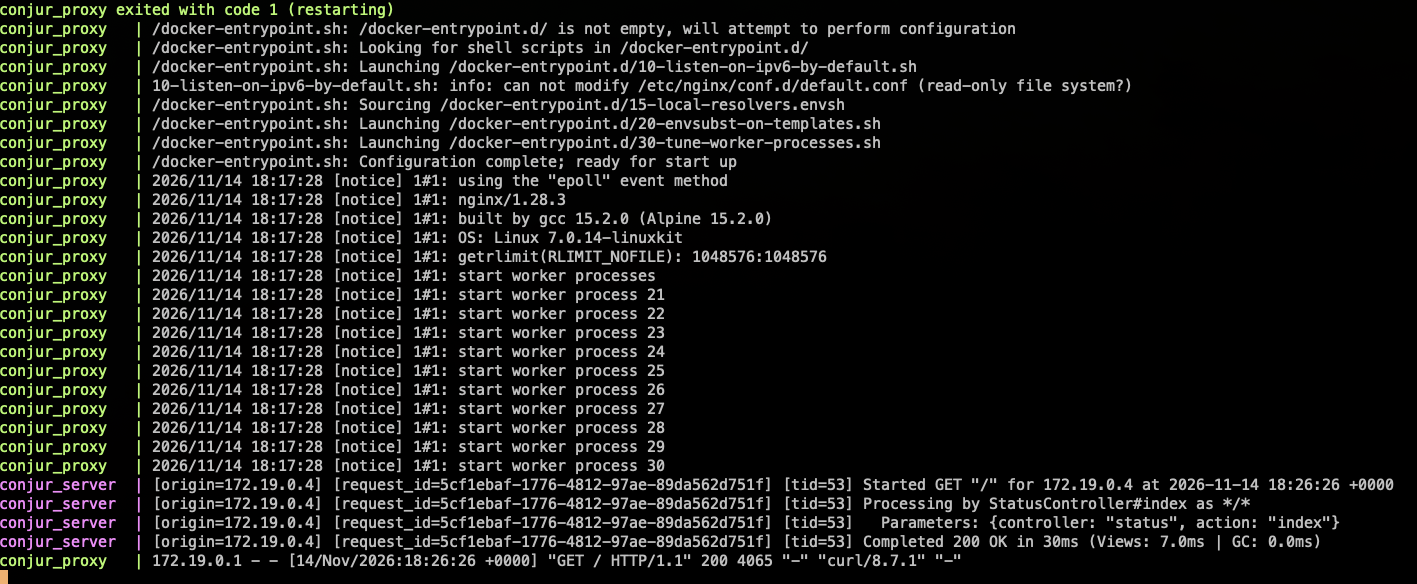 conjur_proxy exited with code 1 (restarting)
conjur_proxy | /docker-entrypoint.sh: /docker-entrypoint.d/ is not empty, will attempt to perform configuration
conjur_proxy | /docker-entrypoint.sh: Looking for shell scripts in /docker-entrypoint.d/
conjur_proxy | /docker-entrypoint.sh: Launching /docker-entrypoint.d/10-listen-on-ipv6-by-default.sh
conjur_proxy | 10-listen-on-ipv6-by-default.sh: info: can not modify /etc/nginx/conf.d/default.conf (read-only file system?)
conjur_proxy | /docker-entrypoint.sh: Sourcing /docker-entrypoint.d/15-local-resolvers.envsh
conjur_proxy | /docker-entrypoint.sh: Launching /docker-entrypoint.d/20-envsubst-on-templates.sh
conjur_proxy | /docker-entrypoint.sh: Launching /docker-entrypoint.d/30-tune-worker-processes.sh
conjur_proxy | /docker-entrypoint.sh: Configuration complete; ready for start up
conjur_proxy | 2026/11/14 18:17:28 [notice] 1#1: using the "epoll" event method
conjur_proxy | 2026/11/14 18:17:28 [notice] 1#1: nginx/1.28.3
conjur_proxy | 2026/11/14 18:17:28 [notice] 1#1: built by gcc 15.2.0 (Alpine 15.2.0)
conjur_proxy | 2026/11/14 18:17:28 [notice] 1#1: OS: Linux 7.0.14-linuxkit
conjur_proxy | 2026/11/14 18:17:28 [notice] 1#1: getrlimit(RLIMIT_NOFILE): 1048576:1048576
conjur_proxy | 2026/11/14 18:17:28 [notice] 1#1: start worker processes
conjur_proxy | 2026/11/14 18:17:28 [notice] 1#1: start worker process 21
conjur_proxy | 2026/11/14 18:17:28 [notice] 1#1: start worker process 22
conjur_proxy | 2026/11/14 18:17:28 [notice] 1#1: start worker process 23
conjur_proxy | 2026/11/14 18:17:28 [notice] 1#1: start worker process 24
conjur_proxy | 2026/11/14 18:17:28 [notice] 1#1: start worker process 25
conjur_proxy | 2026/11/14 18:17:28 [notice] 1#1: start worker process 26
conjur_proxy | 2026/11/14 18:17:28 [notice] 1#1: start worker process 27
conjur_proxy | 2026/11/14 18:17:28 [notice] 1#1: start worker process 28
conjur_proxy | 2026/11/14 18:17:28 [notice] 1#1: start worker process 29
conjur_proxy | 2026/11/14 18:17:28 [notice] 1#1: start worker process 30
conjur_server | [origin=172.19.0.4] [request_id=5cf1ebaf-1776-4812-97ae-89da562d751f] [tid=53] Started GET "/" for 172.19.0.4 at 2026-11-14 18:26:26 +0000
conjur_server | [origin=172.19.0.4] [request_id=5cf1ebaf-1776-4812-97ae-89da562d751f] [tid=53] Processing by StatusController#index as */*
conjur_server | [origin=172.19.0.4] [request_id=5cf1ebaf-1776-4812-97ae-89da562d751f] [tid=53]   Parameters: {controller: "status", action: "index"}
conjur_server | [origin=172.19.0.4] [request_id=5cf1ebaf-1776-4812-97ae-89da562d751f] [tid=53] Completed 200 OK in 30ms (Views: 7.0ms | GC: 0.0ms)
conjur_proxy | 172.19.0.1 - - [14/Nov/2026:18:26:26 +0000] "GET / HTTP/1.1" 200 4065 "-" "curl/8.7.1" "-"